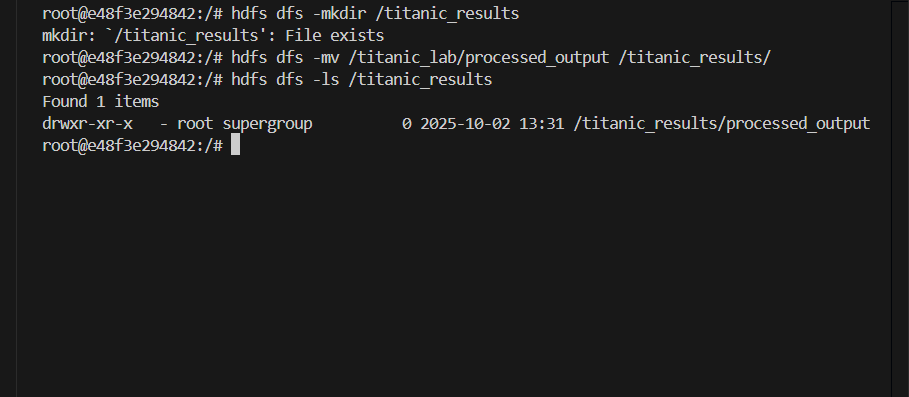 root@e48f3e294842:/# hdfs dfs -mkdir /titanic_results
mkdir: `/titanic_results': File exists
root@e48f3e294842:/# hdfs dfs -mv /titanic_lab/processed_output /titanic_results/
root@e48f3e294842:/# hdfs dfs -ls /titanic_results
Found 1 items
drwxr-xr-x   - root supergroup          0 2025-10-02 13:31 /titanic_results/processed_output
root@e48f3e294842:/#